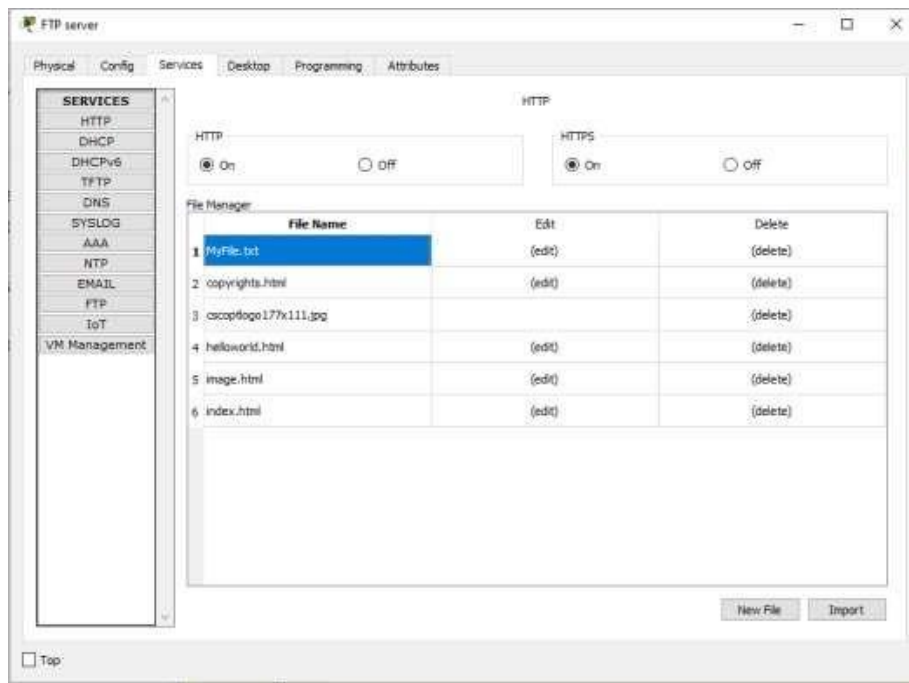 FTP server
Physical Config Services Desktop Programming Attributes
SERVICES
HTTP
DHCP
DHCPv6
TFTP
DNS
SYSLOG
AAA
NTP
EMAIL
FTP
IoT
VM Management
HTTP
HTTP
On Off
HTTPS
On Off
File Manager
File Name Edit Delete
1 MyFile.txt (edit) (delete)
2 copyrights.html (edit) (delete)
3 cscoptlogo177x111.jpg (delete)
4 helloworld.html (edit) (delete)
5 image.html (edit) (delete)
6 index.html (edit) (delete)
New File Import
Top